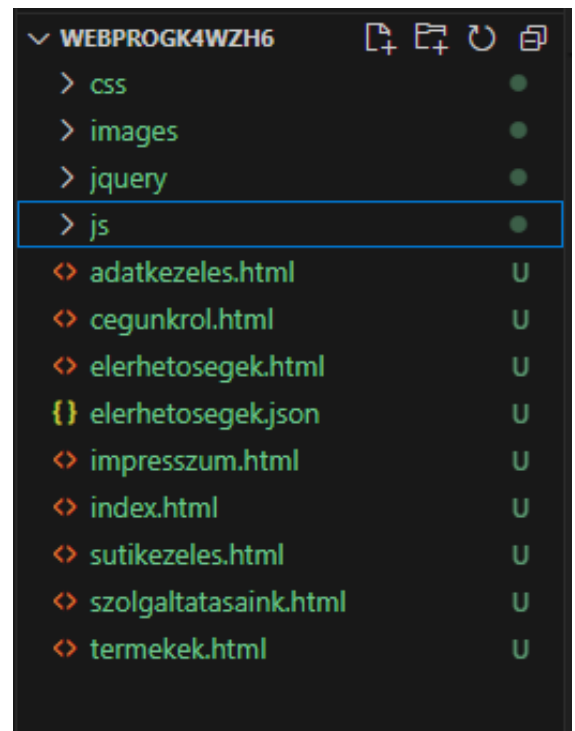 WEBPROGK4WZH6
css
images
jquery
js
adatkezeles.html U
cegunkrol.html U
elerhetosegek.html U
{} elerhetosegek.json U
impresszum.html U
index.html U
sutikezeles.html U
szolgaltatasaink.html U
termekek.html U